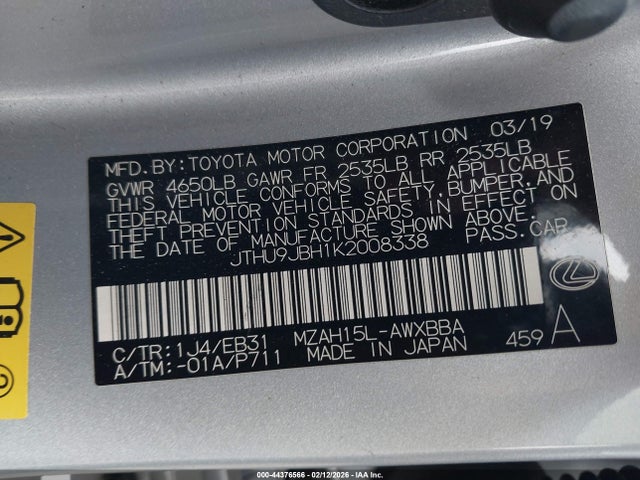 MFD.BY:TOYOTA MOTOR CORPORATION 03/19
GVWR 4650LB GAWR FR 2535LB RR 2535LB
THIS VEHICLE CONFORMS TO ALL APPLICABLE
FEDERAL MOTOR VEHICLE SAFETY,BUMPER,AND
THEFT PREVENTION STANDARDS IN EFFECT ON
THE DATE OF MANUFACTURE SHOWN ABOVE.
JTHU9JBH1K2008338 PASS.CAR
C/TR:1J4/EB31 MZAH15L-AWXBBA
A/TM:-01A/P711 MADE IN JAPAN 459 A
000-44376566 - 02/12/2026 - IAA Inc.